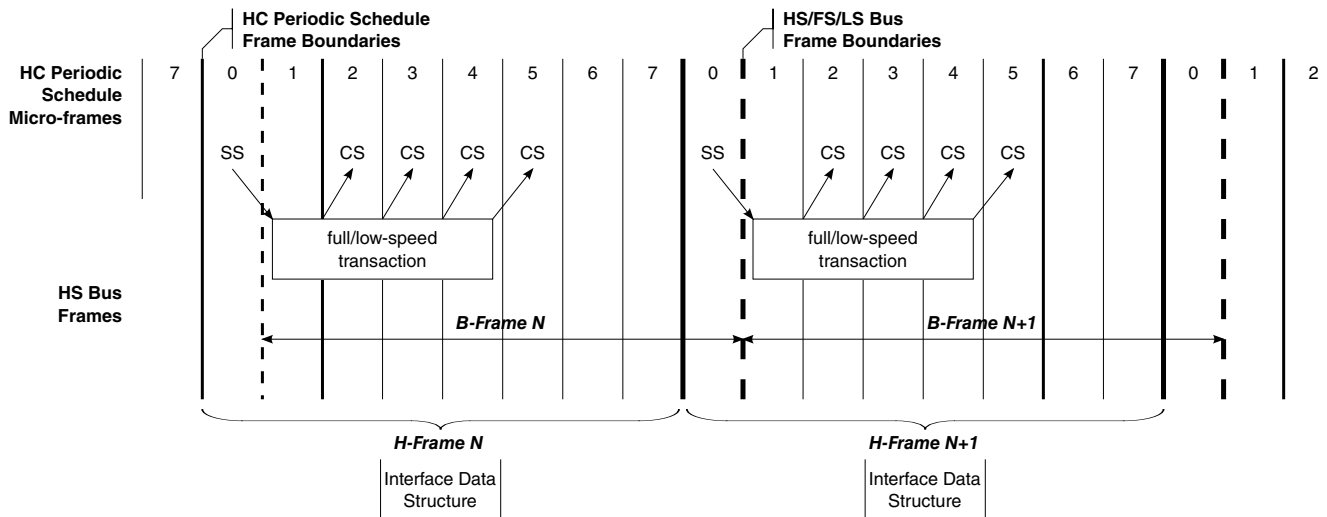 HC Periodic Schedule
Frame Boundaries
HS/FS/LS Bus
Frame Boundaries
HC Periodic
Schedule
Micro-frames
7 0 1 2 3 4 5 6 7 0 1 2 3 4 5 6 7 0 1 2
SS CS CS CS CS SS CS CS CS CS
full/low-speed
transaction
full/low-speed
transaction
HS Bus
Frames
B-Frame N B-Frame N+1
H-Frame N H-Frame N+1
Interface Data
Structure
Interface Data
Structure